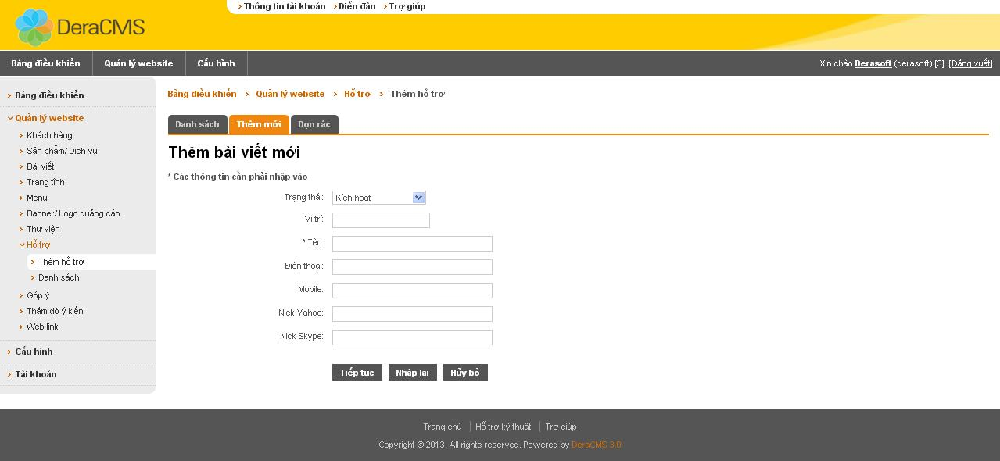 Thông tin tài khoản Diễn đàn Trợ giúp
DeraCMS
Bảng điều khiển Quản lý website Cấu hình Xin chào Derasoft (derasoft) [3]. [Đăng xuất]
Bảng điều khiển
Quản lý website
Khách hàng
Sản phẩm/ Dịch vụ
Bài viết
Trang tĩnh
Menu
Banner/ Logo quảng cáo
Thư viện
Hỗ trợ
Thêm hỗ trợ
Danh sách
Góp ý
Thăm dò ý kiến
Web link
Cấu hình
Tài khoản
Bảng điều khiển Quản lý website Hỗ trợ Thêm hỗ trợ
Danh sách Thêm mới Dọn rác
Thêm bài viết mới
* Các thông tin cần phải nhập vào
Trạng thái: Kích hoạt
Vị trí:
* Tên:
Điện thoại:
Mobile:
Nick Yahoo:
Nick Skype:
Tiếp tục Nhập lại Hủy bỏ
Trang chủ Hỗ trợ kỹ thuật Trợ giúp
Copyright © 2013. All rights reserved. Powered by DeraCMS 3.0